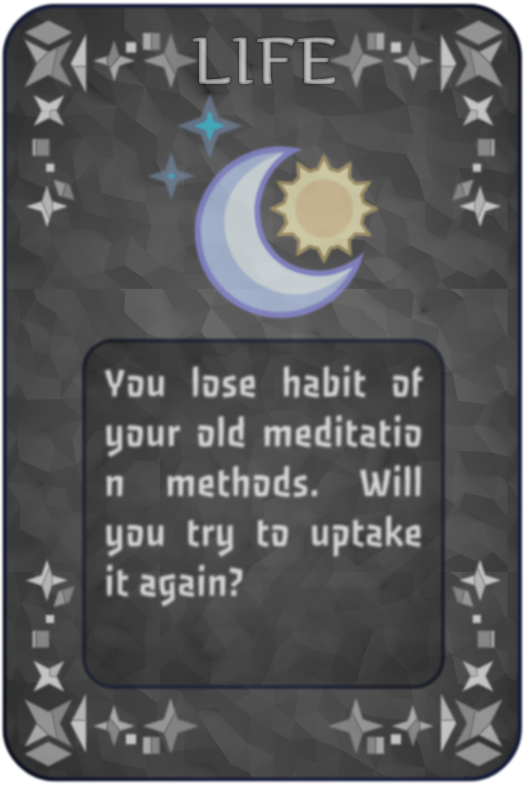 LIFE
You lose habit of
your old meditatio
n methods. Will
you try to uptake
it again?